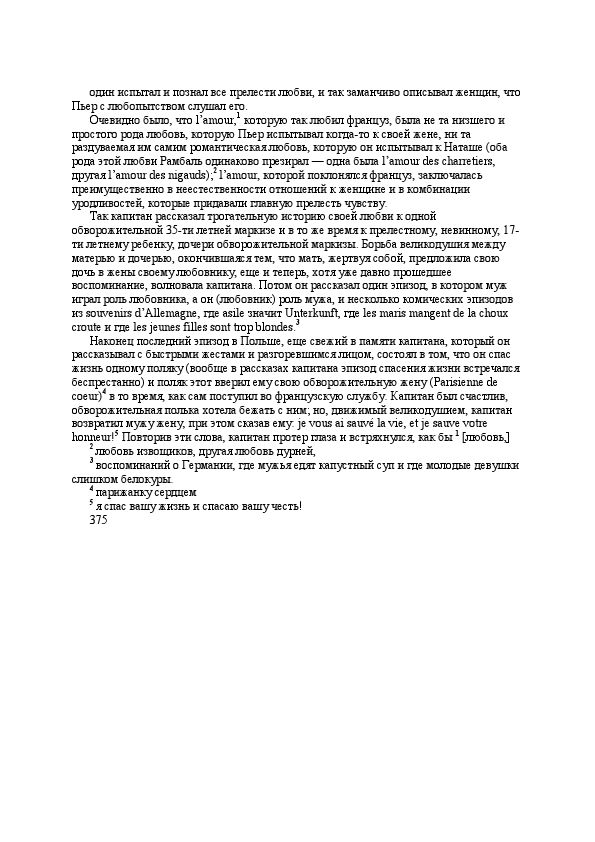 один испытал и познал все прелести любви, и так заманчиво описывал женщин, что
Пьер с любопытством слушал его.
Очевидно было, что l’amour,¹ которую так любил француз, была не та низшего и
простого рода любовь, которую Пьер испытывал когда-то к своей жене, ни та
раздуваемая им самим романтическая любовь, которую он испытывал к Наташе (оба
рода этой любви Рамбаль одинаково презирал — одна была l’amour des charretiers,
другая l’amour des nigauds);² l’amour, которой поклонялся француз, заключалась
преимущественно в неестественности отношений к женщине и в комбинации
уродливостей, которые придавали главную прелесть чувству.
Так капитан рассказал трогательную историю своей любви к одной
обворожительной 35-ти летней маркизе и в то же время к прелестному, невинному, 17-
ти летнему ребенку, дочери обворожительной маркизы. Борьба великодушия между
матерью и дочерью, окончившаяся тем, что мать, жертвуя собой, предложила свою
дочь в жены своему любовнику, еще и теперь, хотя уже давно прошедшее
воспоминание, волновала капитана. Потом он рассказал один эпизод, в котором муж
играл роль любовника, а он (любовник) роль мужа, и несколько комических эпизодов
из souvenirs d’Allemagne, где asile значит Unterkunft, где les maris mangent de la choux
croute и где les jeunes filles sont trop blondes.³
Наконец последний эпизод в Польше, еще свежий в памяти капитана, который он
рассказывал с быстрыми жестами и разгоревшимся лицом, состоял в том, что он спас
жизнь одному поляку (вообще в рассказах капитана эпизод спасения жизни встречался
беспрестанно) и поляк этот вверил ему свою обворожительную жену (Parisienne de
coeur)⁴ в то время, как сам поступил во французскую службу. Капитан был счастлив,
обворожительная полька хотела бежать с ним; но, движимый великодушием, капитан
возвратил мужу жену, при этом сказав ему: je vous ai sauvé la vie, et je sauve votre
honneur!⁵ Повторив эти слова, капитан протер глаза и встряхнулся, как бы ¹ [любовь,]
² любовь извощиков, другая любовь дурней,
³ воспоминаний о Германии, где мужья едят капустный суп и где молодые девушки
слишком белокуры.
⁴ парижанку сердцем
⁵ я спас вашу жизнь и спасаю вашу честь!
375